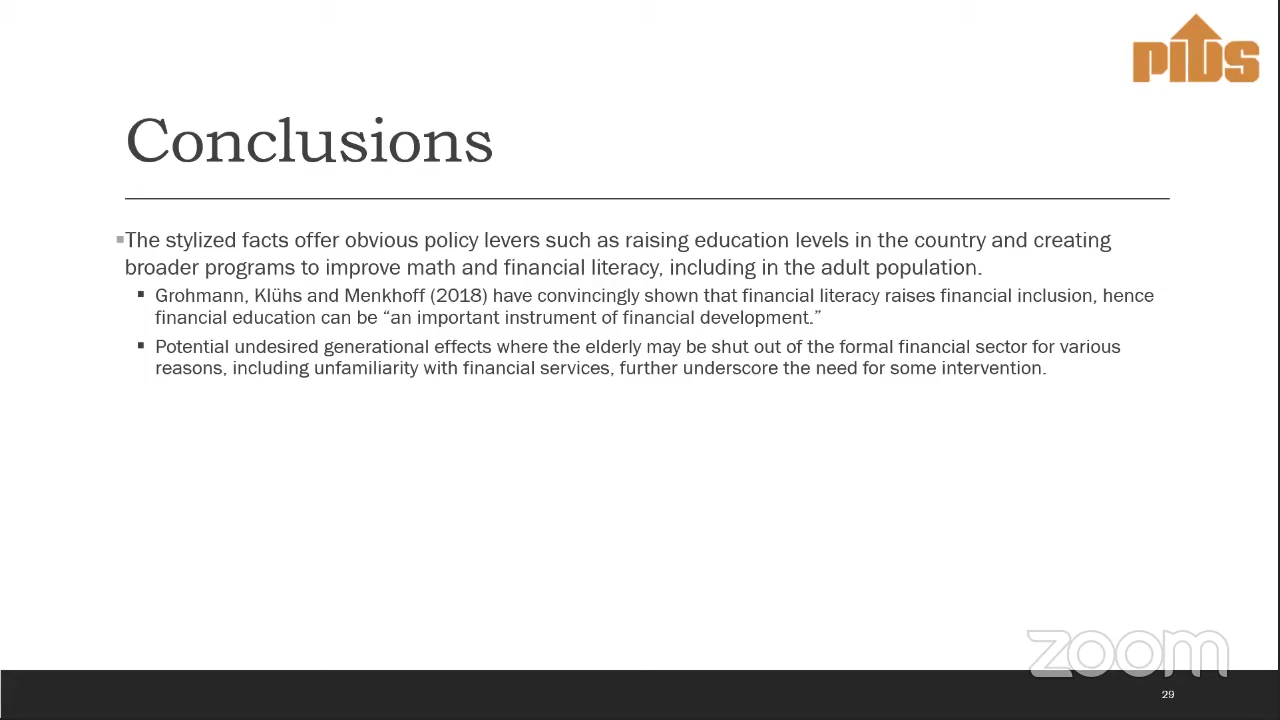 PIDS
Conclusions
▪The stylized facts offer obvious policy levers such as raising education levels in the country and creating
broader programs to improve math and financial literacy, including in the adult population.
▪ Grohmann, Klühs and Menkhoff (2018) have convincingly shown that financial literacy raises financial inclusion, hence
financial education can be “an important instrument of financial development.”
▪ Potential undesired generational effects where the elderly may be shut out of the formal financial sector for various
reasons, including unfamiliarity with financial services, further underscore the need for some intervention.
zoom
29